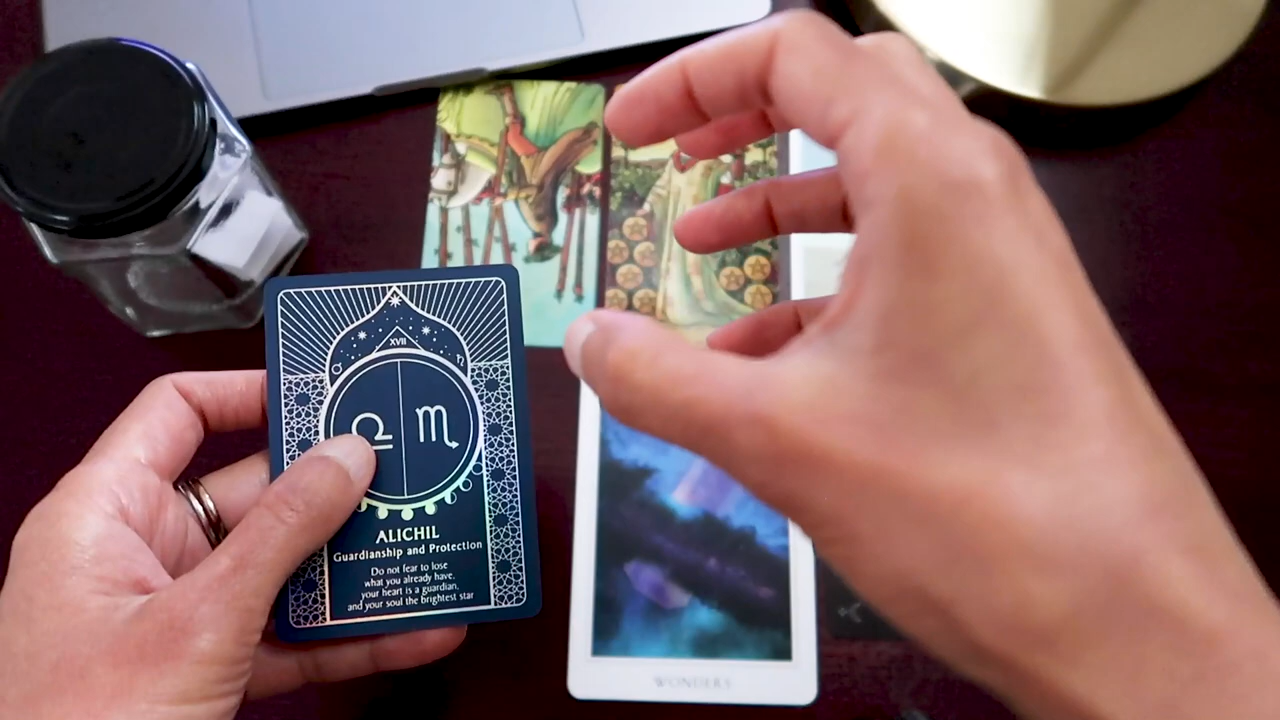 XVII
ALICHIL
Guardianship and Protection
Do not fear to lose
what you already have,
your heart is a guardian,
and your soul the brightest star
WONDERS